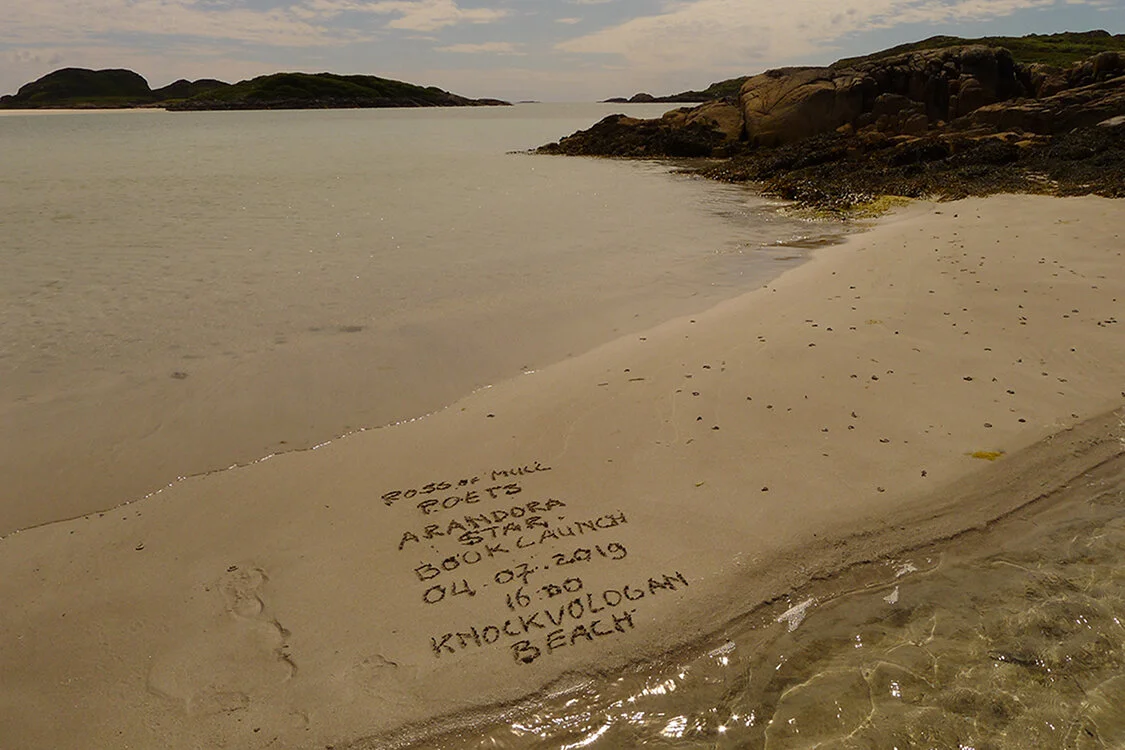 ROSS OF MULL
POETS
ARANDORA
STAR
BOOK LAUNCH
04.07.2019
16:00
KNOCKVOLOGAN
BEACH